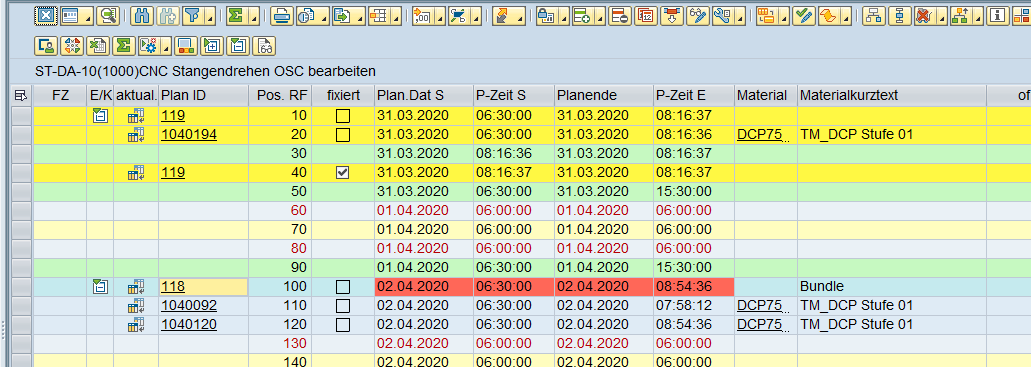 ST-DA-10(1000)CNC Stangendrehen OSC bearbeiten
FZ E/K aktual. Plan ID Pos. RF fixiert Plan.Dat S P-Zeit S Planende P-Zeit E Material Materialkurztext of
119 10 31.03.2020 06:30:00 31.03.2020 08:16:37
1040194 20 31.03.2020 06:30:00 31.03.2020 08:16:36 DCP75 TM_DCP Stufe 01
30 31.03.2020 08:16:36 31.03.2020 08:16:37
119 40 31.03.2020 08:16:37 31.03.2020 08:16:37
50 31.03.2020 06:30:00 31.03.2020 15:30:00
60 01.04.2020 06:00:00 01.04.2020 06:00:00
70 01.04.2020 06:00:00 01.04.2020 06:00:00
80 01.04.2020 06:00:00 01.04.2020 06:00:00
90 01.04.2020 06:30:00 01.04.2020 15:30:00
118 100 02.04.2020 06:30:00 02.04.2020 08:54:36 Bundle
1040092 110 02.04.2020 06:30:00 02.04.2020 07:58:12 DCP75 TM_DCP Stufe 01
1040120 120 02.04.2020 06:30:00 02.04.2020 08:54:36 DCP75 TM_DCP Stufe 01
130 02.04.2020 06:00:00 02.04.2020 06:00:00
140 02.04.2020 06:00:00 02.04.2020 06:00:00